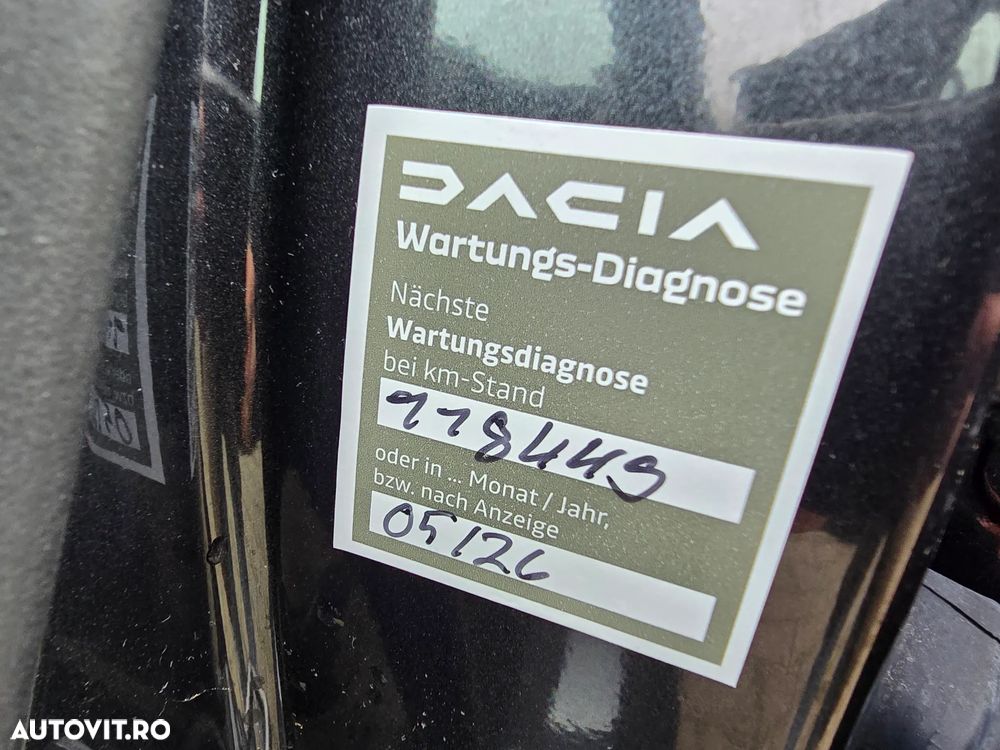 DACIA
Wartungs-Diagnose
Nächste
Wartungsdiagnose
bei km-Stand
118449
oder in ... Monat / Jahr,
bzw. nach Anzeige
05/26
AUTOVIT.RO